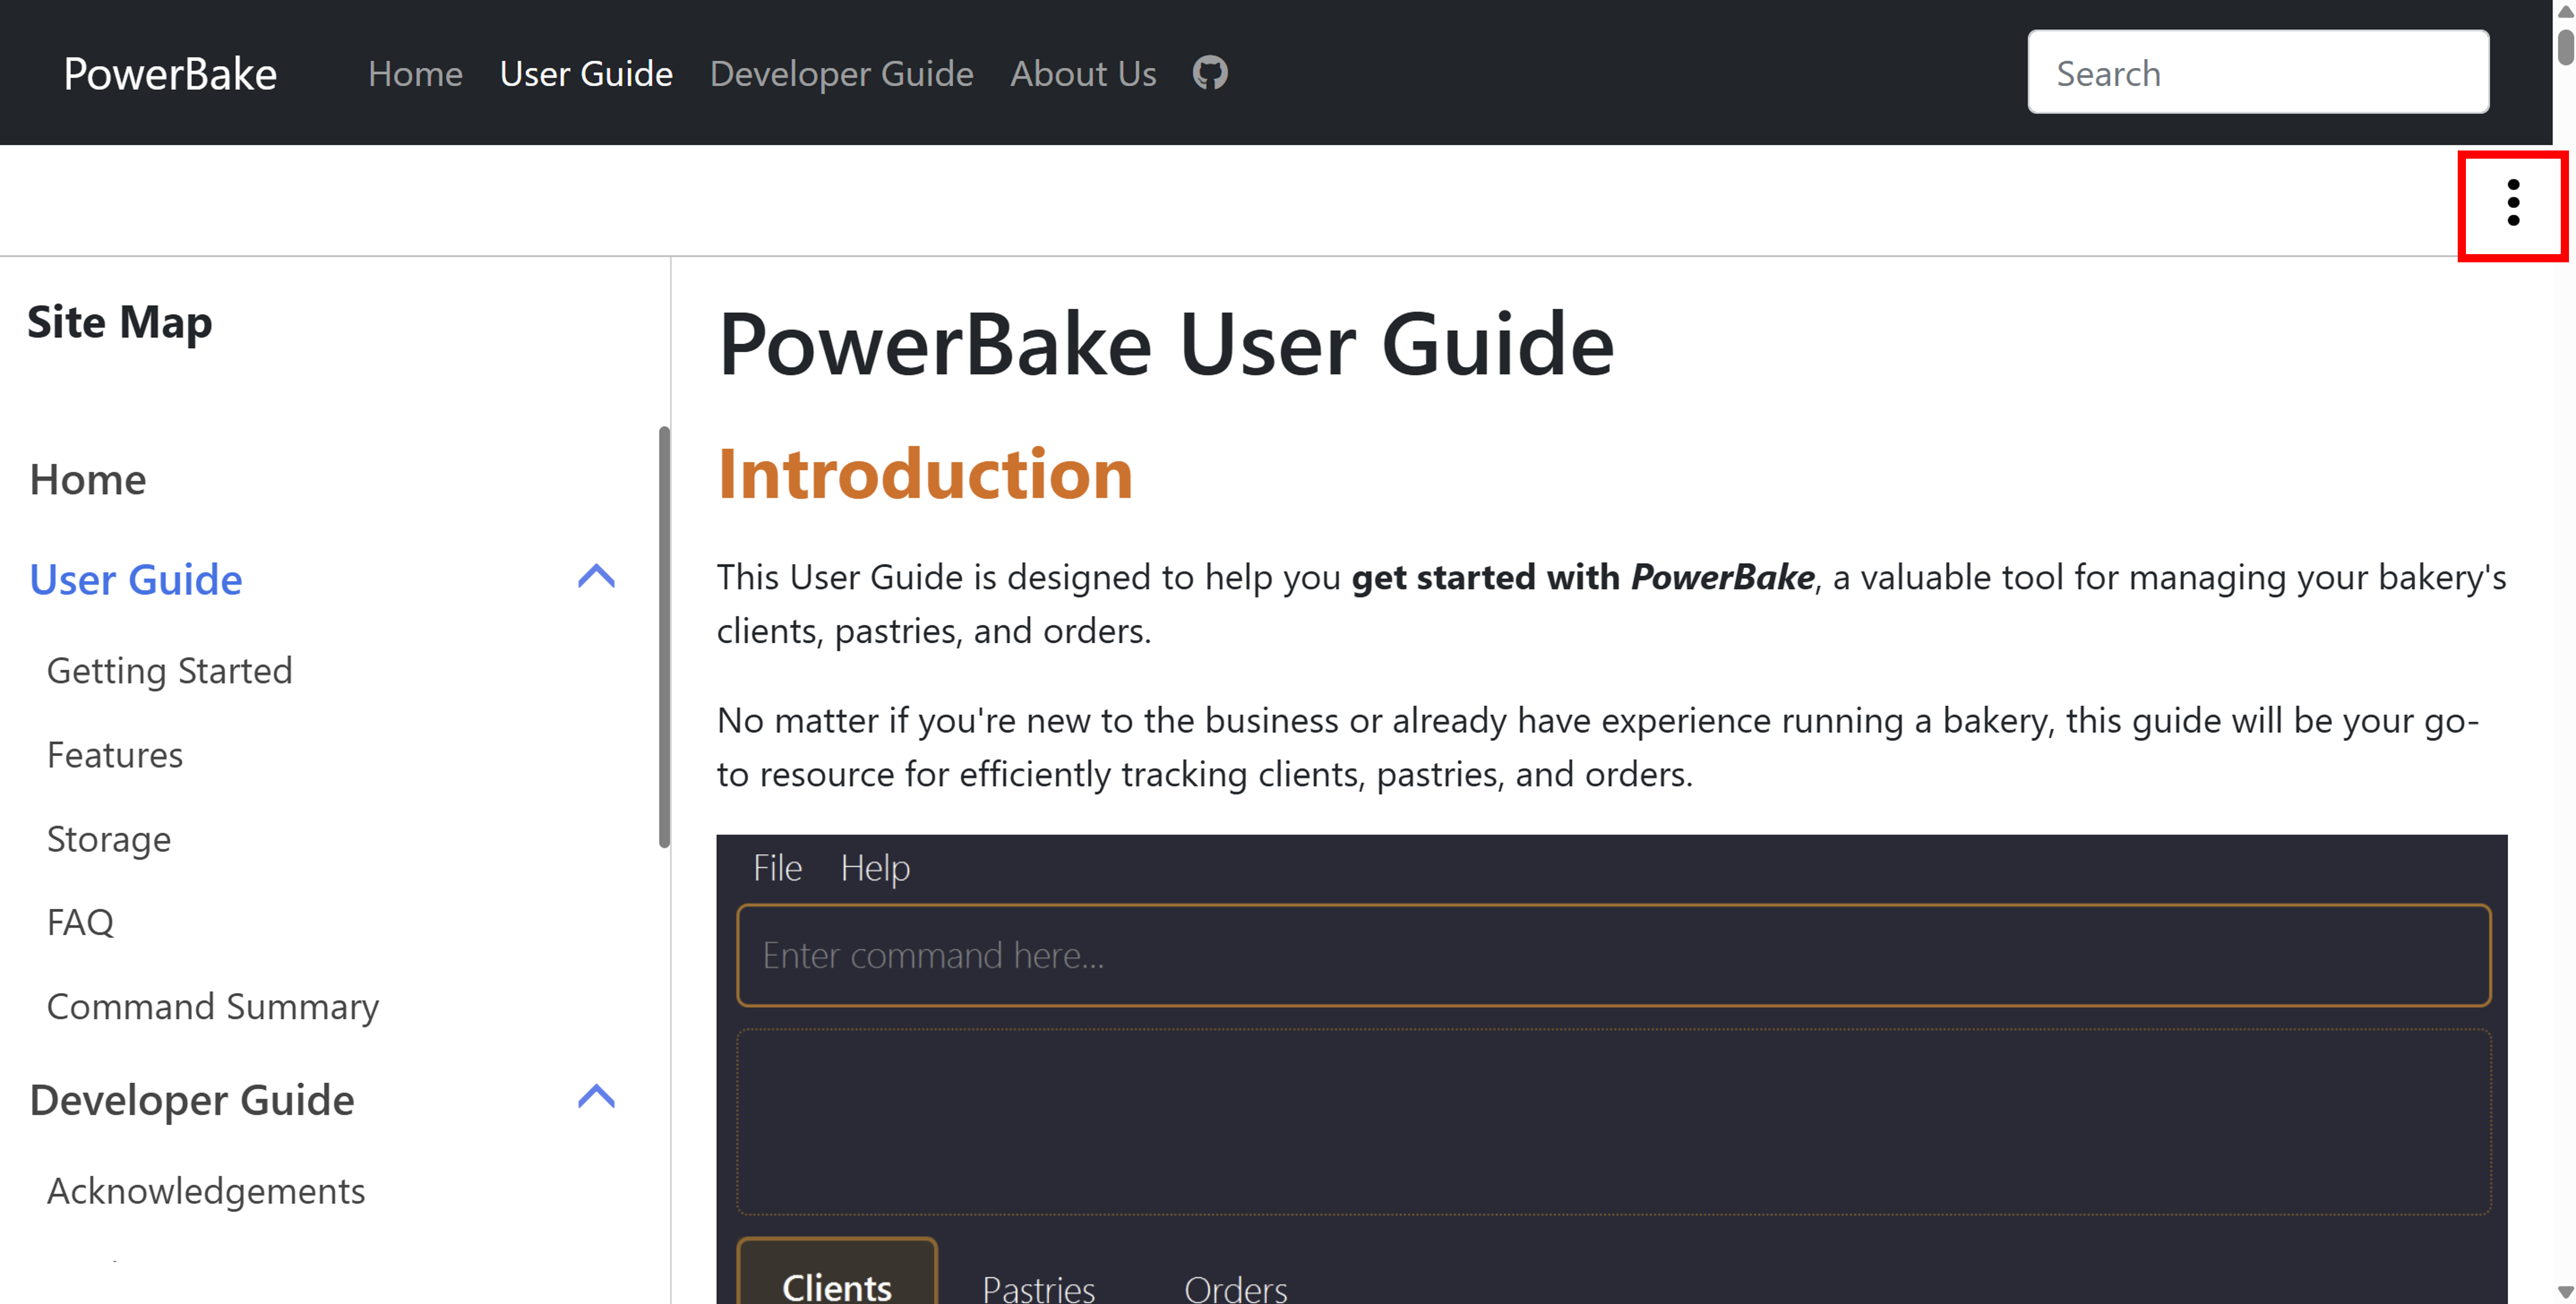 PowerBake Home User Guide Developer Guide About Us Search
Site Map
Home
User Guide
Getting Started
Features
Storage
FAQ
Command Summary
Developer Guide
Acknowledgements
PowerBake User Guide
Introduction
This User Guide is designed to help you get started with PowerBake, a valuable tool for managing your bakery's
clients, pastries, and orders.
No matter if you're new to the business or already have experience running a bakery, this guide will be your go-
to resource for efficiently tracking clients, pastries, and orders.
File Help
Enter command here...
Clients Pastries Orders